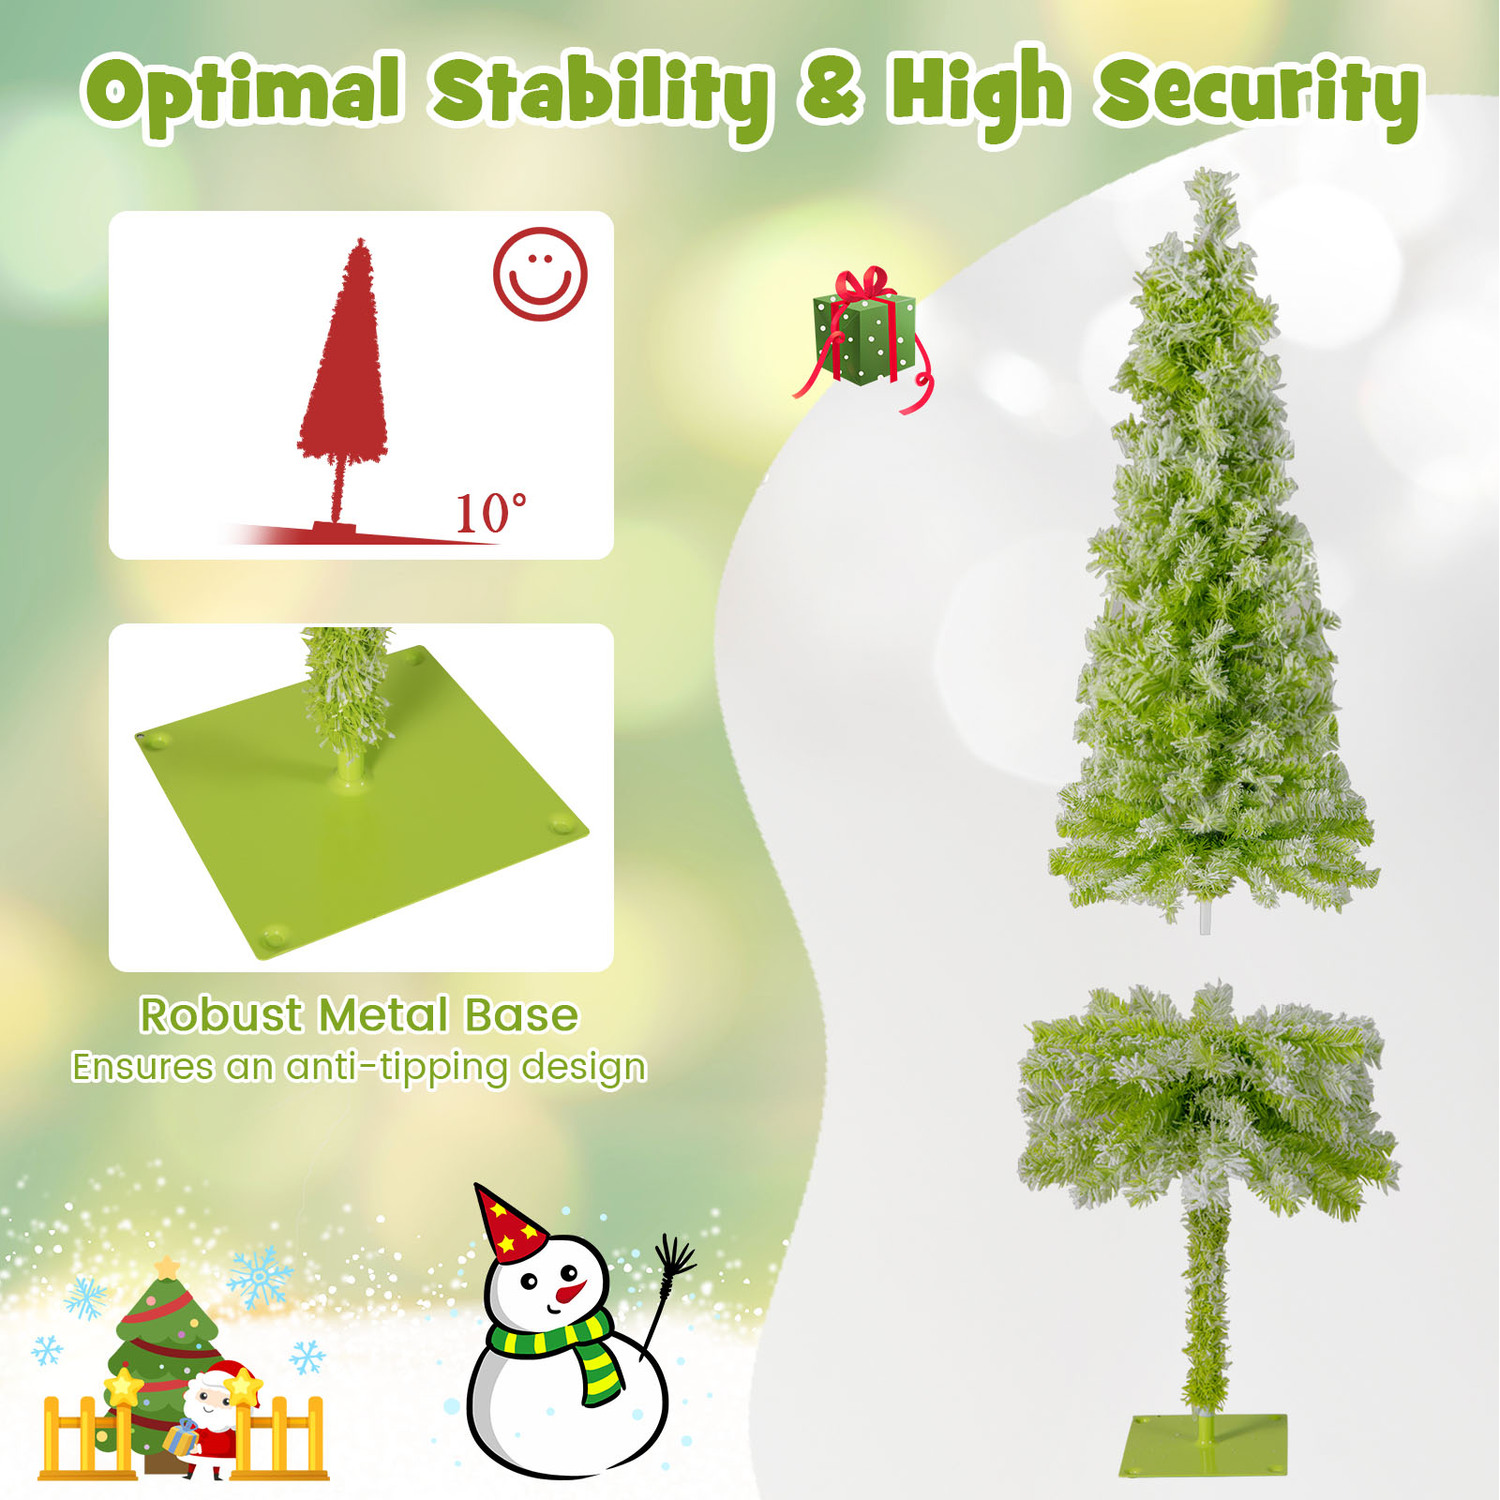 Optimal Stability & High Security
10°
Robust Metal Base
Ensures an anti-tipping design